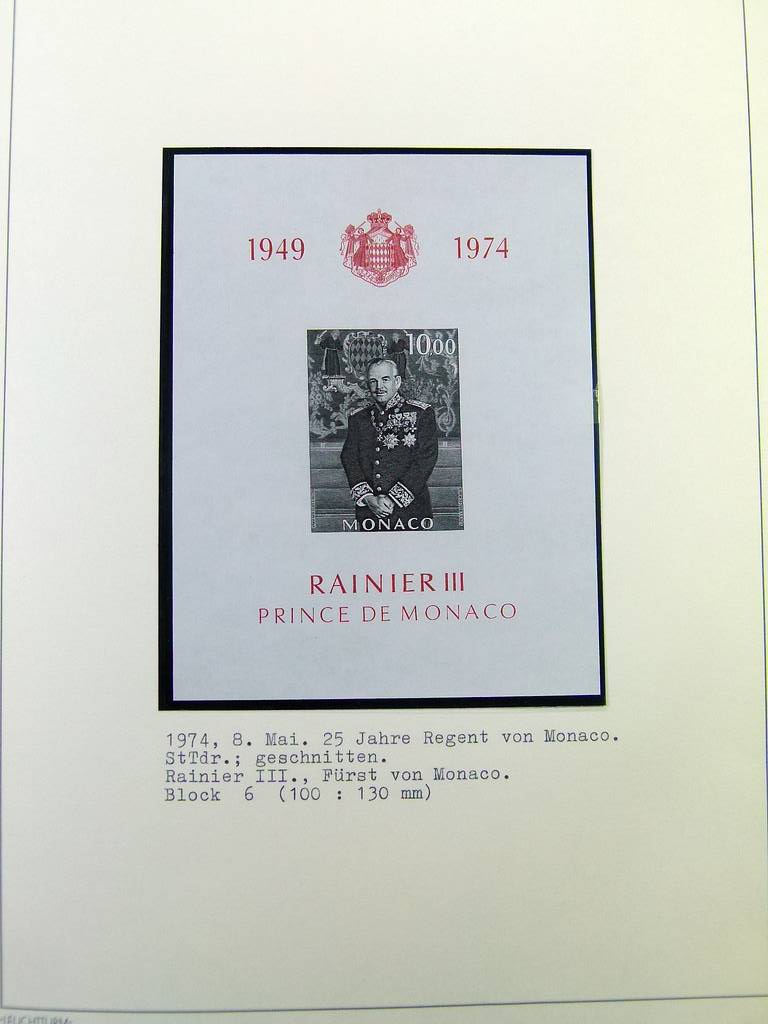 1949 1974
10,00
MONACO
RAINIER III
PRINCE DE MONACO
1974, 8. Mai. 25 Jahre Regent von Monaco.
StTdr.; geschnitten.
Rainier III., Fürst von Monaco.
Block 6 (100 : 130 mm)